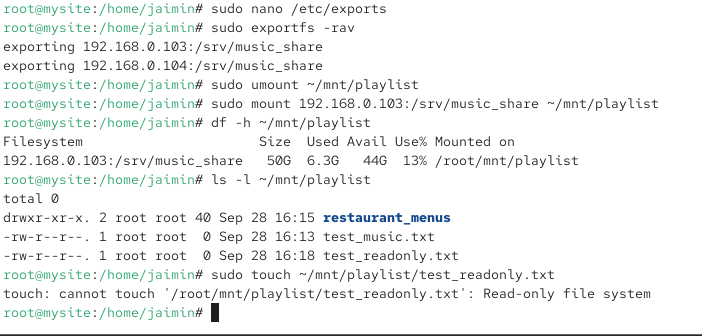 root@mysite:/home/jaimin# sudo nano /etc/exports
root@mysite:/home/jaimin# sudo exportfs -rav
exporting 192.168.0.103:/srv/music_share
exporting 192.168.0.104:/srv/music_share
root@mysite:/home/jaimin# sudo umount ~/mnt/playlist
root@mysite:/home/jaimin# sudo mount 192.168.0.103:/srv/music_share ~/mnt/playlist
root@mysite:/home/jaimin# df -h ~/mnt/playlist
Filesystem                      Size  Used Avail Use% Mounted on
192.168.0.103:/srv/music_share   50G  6.3G   44G  13% /root/mnt/playlist
root@mysite:/home/jaimin# ls -l ~/mnt/playlist
total 0
drwxr-xr-x. 2 root root 40 Sep 28 16:15 restaurant_menus
-rw-r--r--. 1 root root  0 Sep 28 16:13 test_music.txt
-rw-r--r--. 1 root root  0 Sep 28 16:18 test_readonly.txt
root@mysite:/home/jaimin# sudo touch ~/mnt/playlist/test_readonly.txt
touch: cannot touch '/root/mnt/playlist/test_readonly.txt': Read-only file system
root@mysite:/home/jaimin#